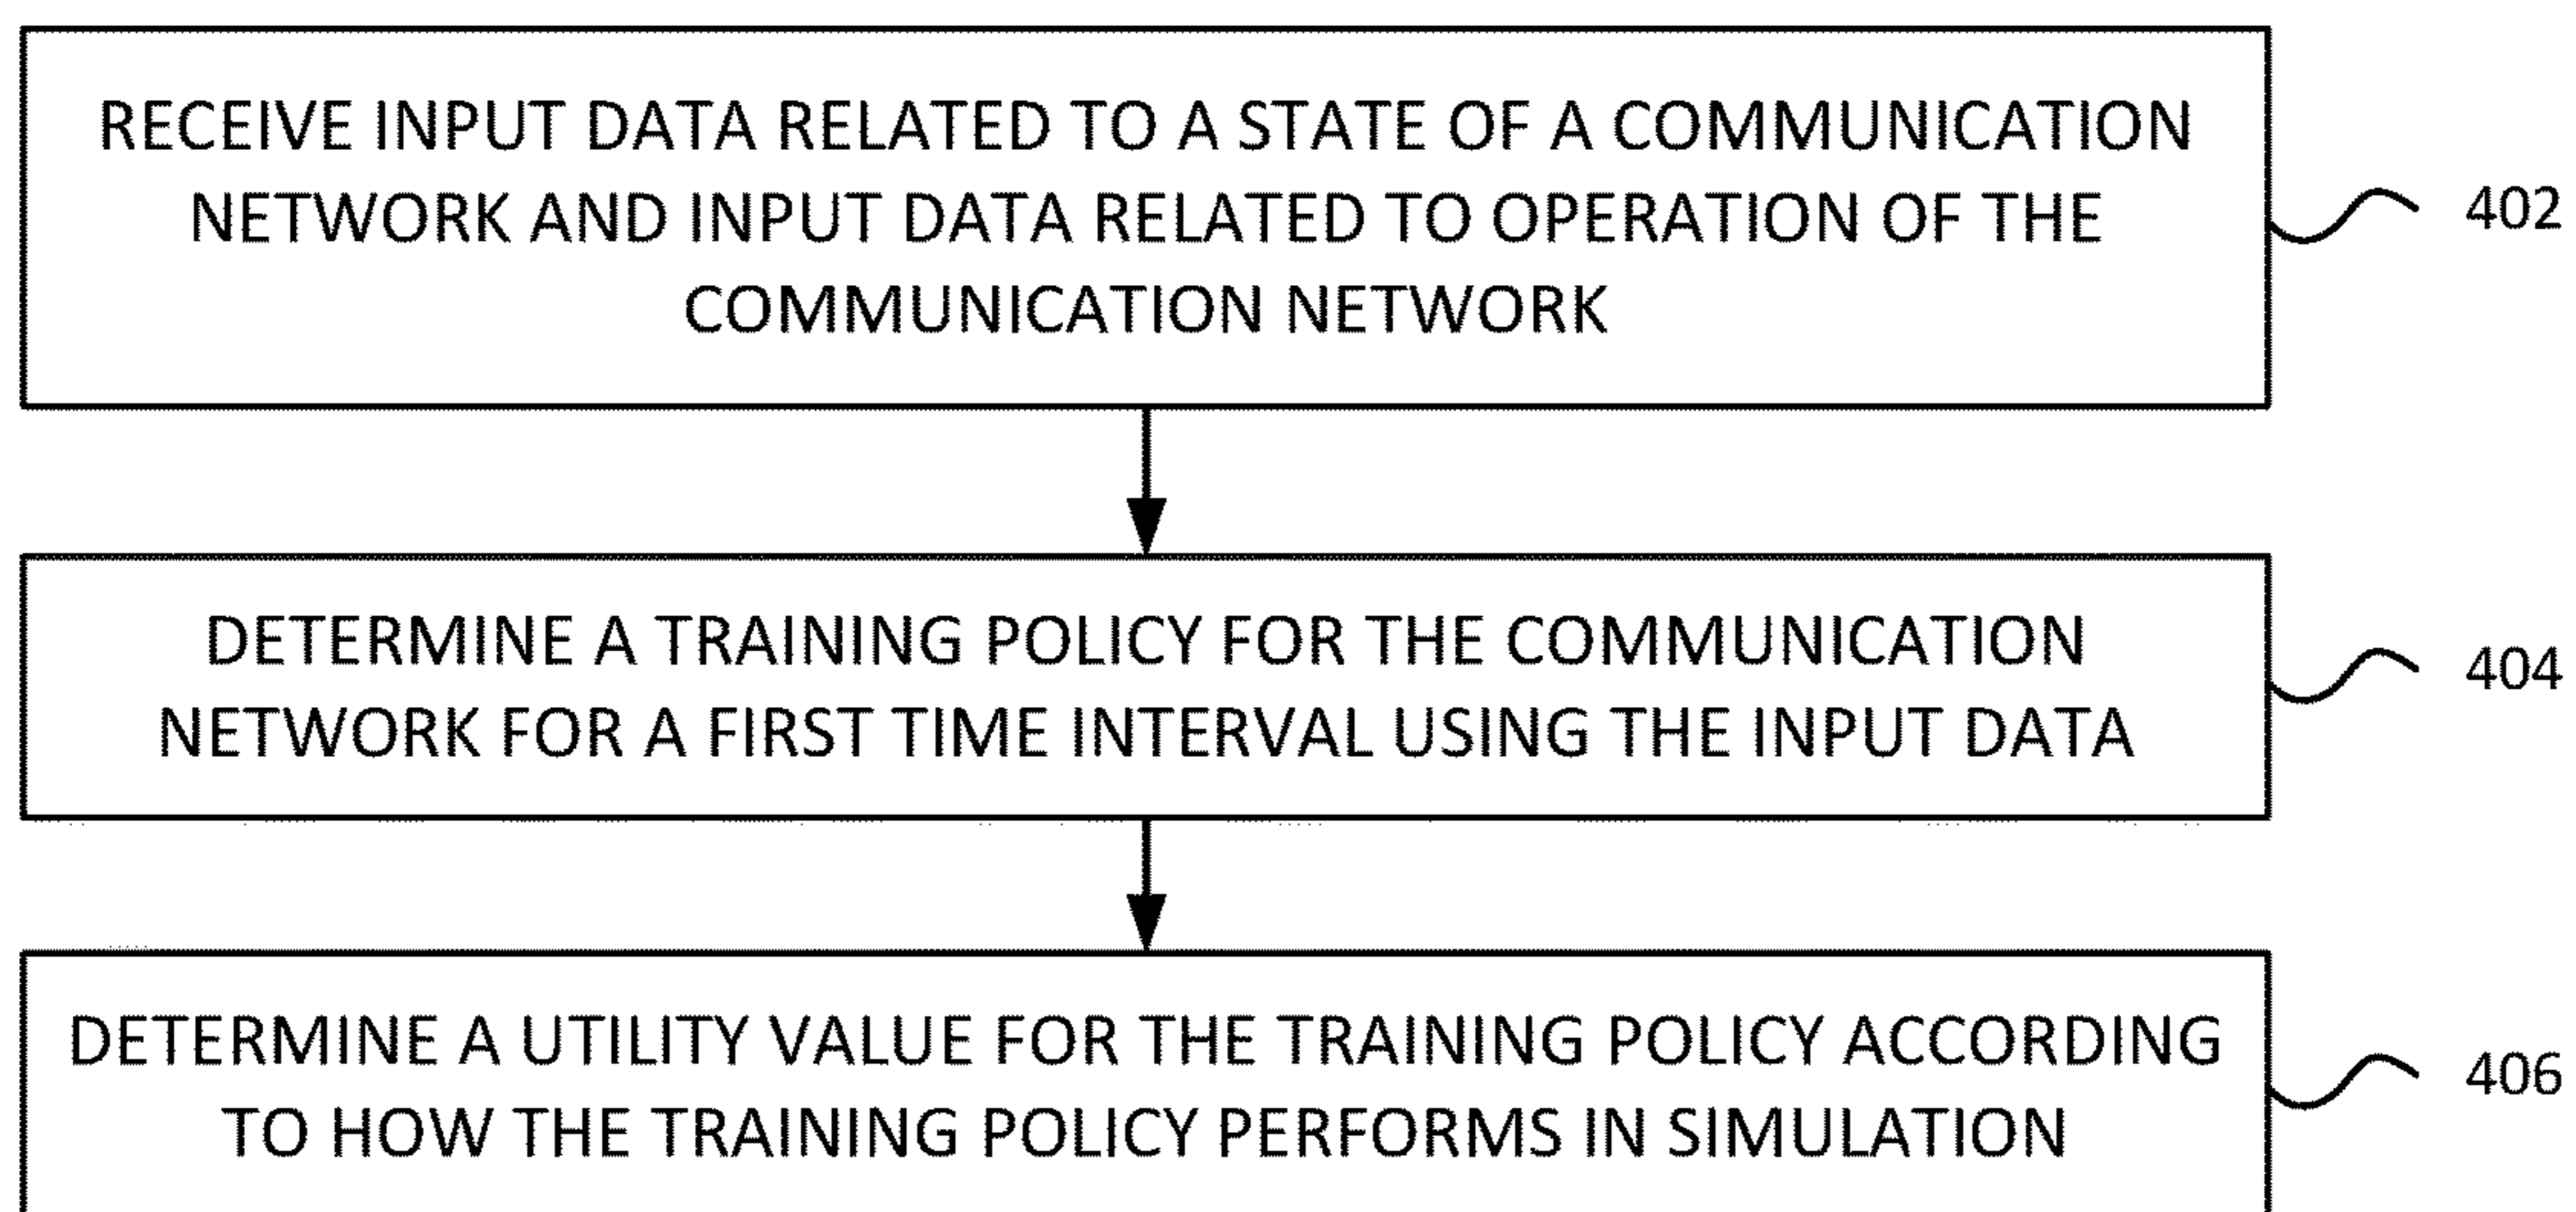 RECEIVE INPUT DATA RELATED TO A STATE OF A COMMUNICATION
NETWORK AND INPUT DATA RELATED TO OPERATION OF THE
COMMUNICATION NETWORK
402
DETERMINE A TRAINING POLICY FOR THE COMMUNICATION
NETWORK FOR A FIRST TIME INTERVAL USING THE INPUT DATA
404
DETERMINE A UTILITY VALUE FOR THE TRAINING POLICY ACCORDING
TO HOW THE TRAINING POLICY PERFORMS IN SIMULATION
406